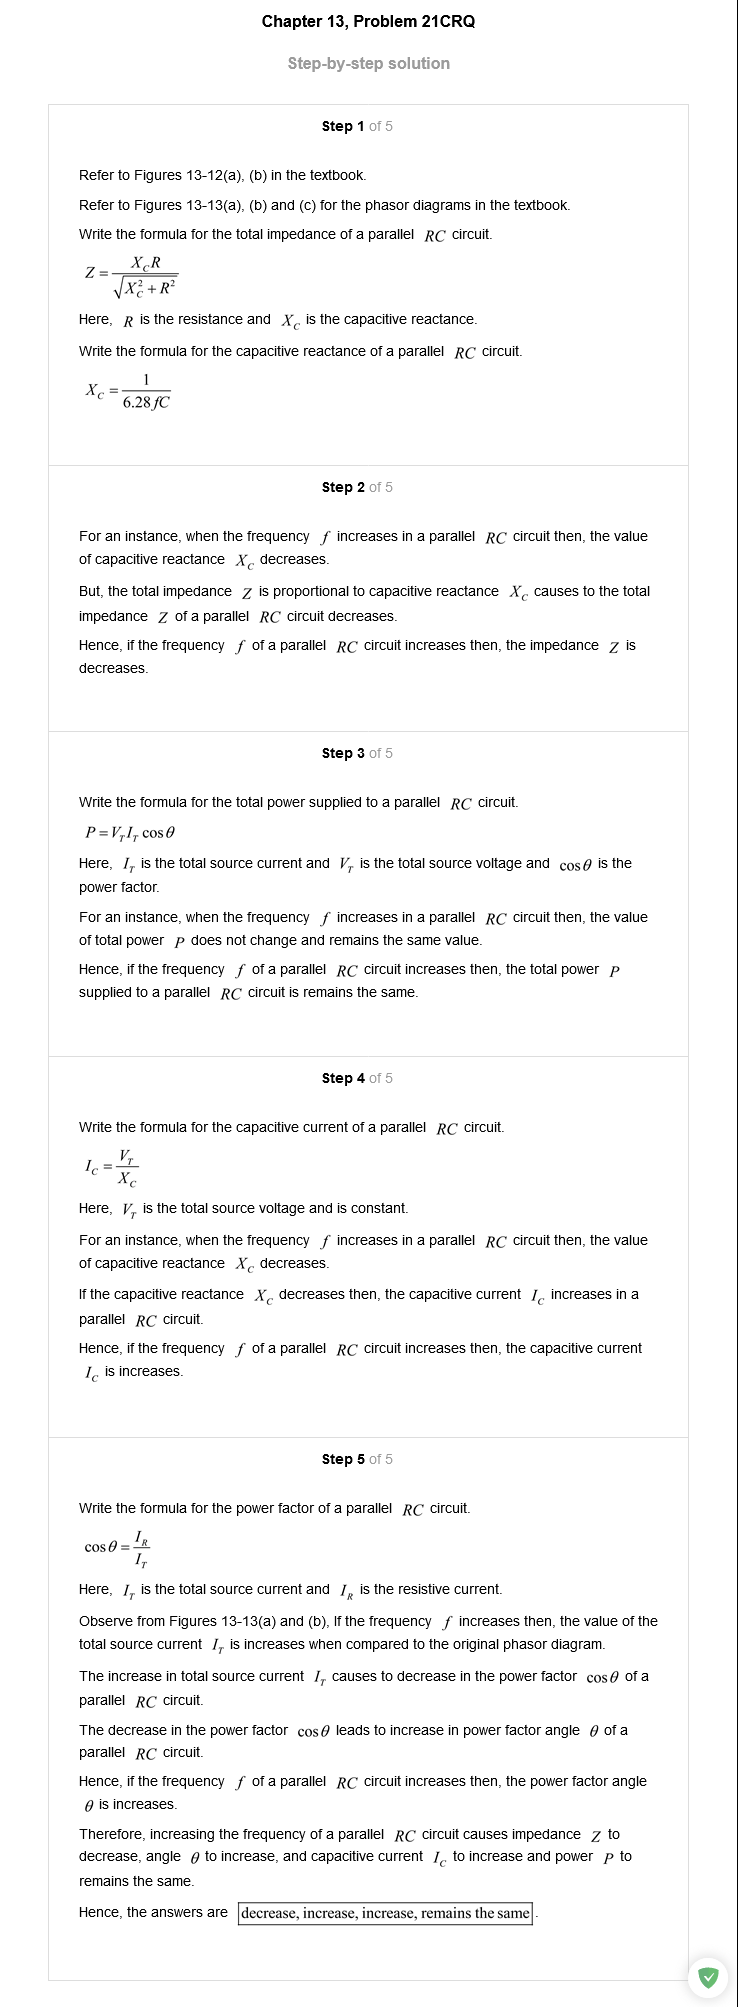 Chapter 13, Problem 21CRQ
Step-by-step solution
Step 1 of 5
Refer to Figures 13-12(a), (b) in the textbook.
Refer to Figures 13-13(a), (b) and (c) for the phasor diagrams in the textbook.
Write the formula for the total impedance of a parallel RC circuit.
Z = X_C R / √(X_C² + R²)
Here, R is the resistance and X_C is the capacitive reactance.
Write the formula for the capacitive reactance of a parallel RC circuit.
X_C = 1 / 6.28 fC
Step 2 of 5
For an instance, when the frequency f increases in a parallel RC circuit then, the value
of capacitive reactance X_C decreases.
But, the total impedance Z is proportional to capacitive reactance X_C causes to the total
impedance Z of a parallel RC circuit decreases.
Hence, if the frequency f of a parallel RC circuit increases then, the impedance Z is
decreases.
Step 3 of 5
Write the formula for the total power supplied to a parallel RC circuit.
P = V_T I_T cos θ
Here, I_T is the total source current and V_T is the total source voltage and cos θ is the
power factor.
For an instance, when the frequency f increases in a parallel RC circuit then, the value
of total power P does not change and remains the same value.
Hence, if the frequency f of a parallel RC circuit increases then, the total power P
supplied to a parallel RC circuit is remains the same.
Step 4 of 5
Write the formula for the capacitive current of a parallel RC circuit.
I_C = V_T / X_C
Here, V_T is the total source voltage and is constant.
For an instance, when the frequency f increases in a parallel RC circuit then, the value
of capacitive reactance X_C decreases.
If the capacitive reactance X_C decreases then, the capacitive current I_C increases in a
parallel RC circuit.
Hence, if the frequency f of a parallel RC circuit increases then, the capacitive current
I_C is increases.
Step 5 of 5
Write the formula for the power factor of a parallel RC circuit.
cos θ = I_R / I_T
Here, I_T is the total source current and I_R is the resistive current.
Observe from Figures 13-13(a) and (b), If the frequency f increases then, the value of the
total source current I_T is increases when compared to the original phasor diagram.
The increase in total source current I_T causes to decrease in the power factor cos θ of a
parallel RC circuit.
The decrease in the power factor cos θ leads to increase in power factor angle θ of a
parallel RC circuit.
Hence, if the frequency f of a parallel RC circuit increases then, the power factor angle
θ is increases.
Therefore, increasing the frequency of a parallel RC circuit causes impedance Z to
decrease, angle θ to increase, and capacitive current I_C to increase and power P to
remains the same.
Hence, the answers are decrease, increase, increase, remains the same.